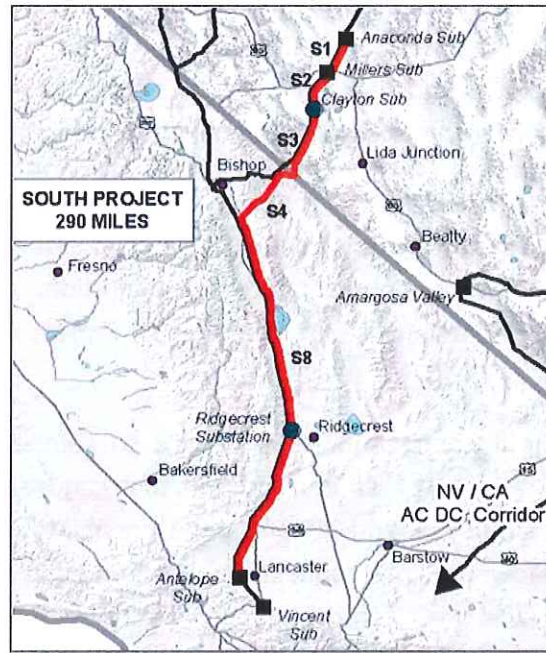 S1
Anaconda Sub
S2
Millers Sub
Clayton Sub
S3
Lida Junction
Bishop
SOUTH PROJECT
290 MILES
S4
Beatty
Fresno
Amargosa Valley
S8
Ridgecrest
Substation
Ridgecrest
Bakersfield
NV / CA
AC DC, Corridor
Lancaster
Barstow
Antelope
Sub
Vincent
Sub